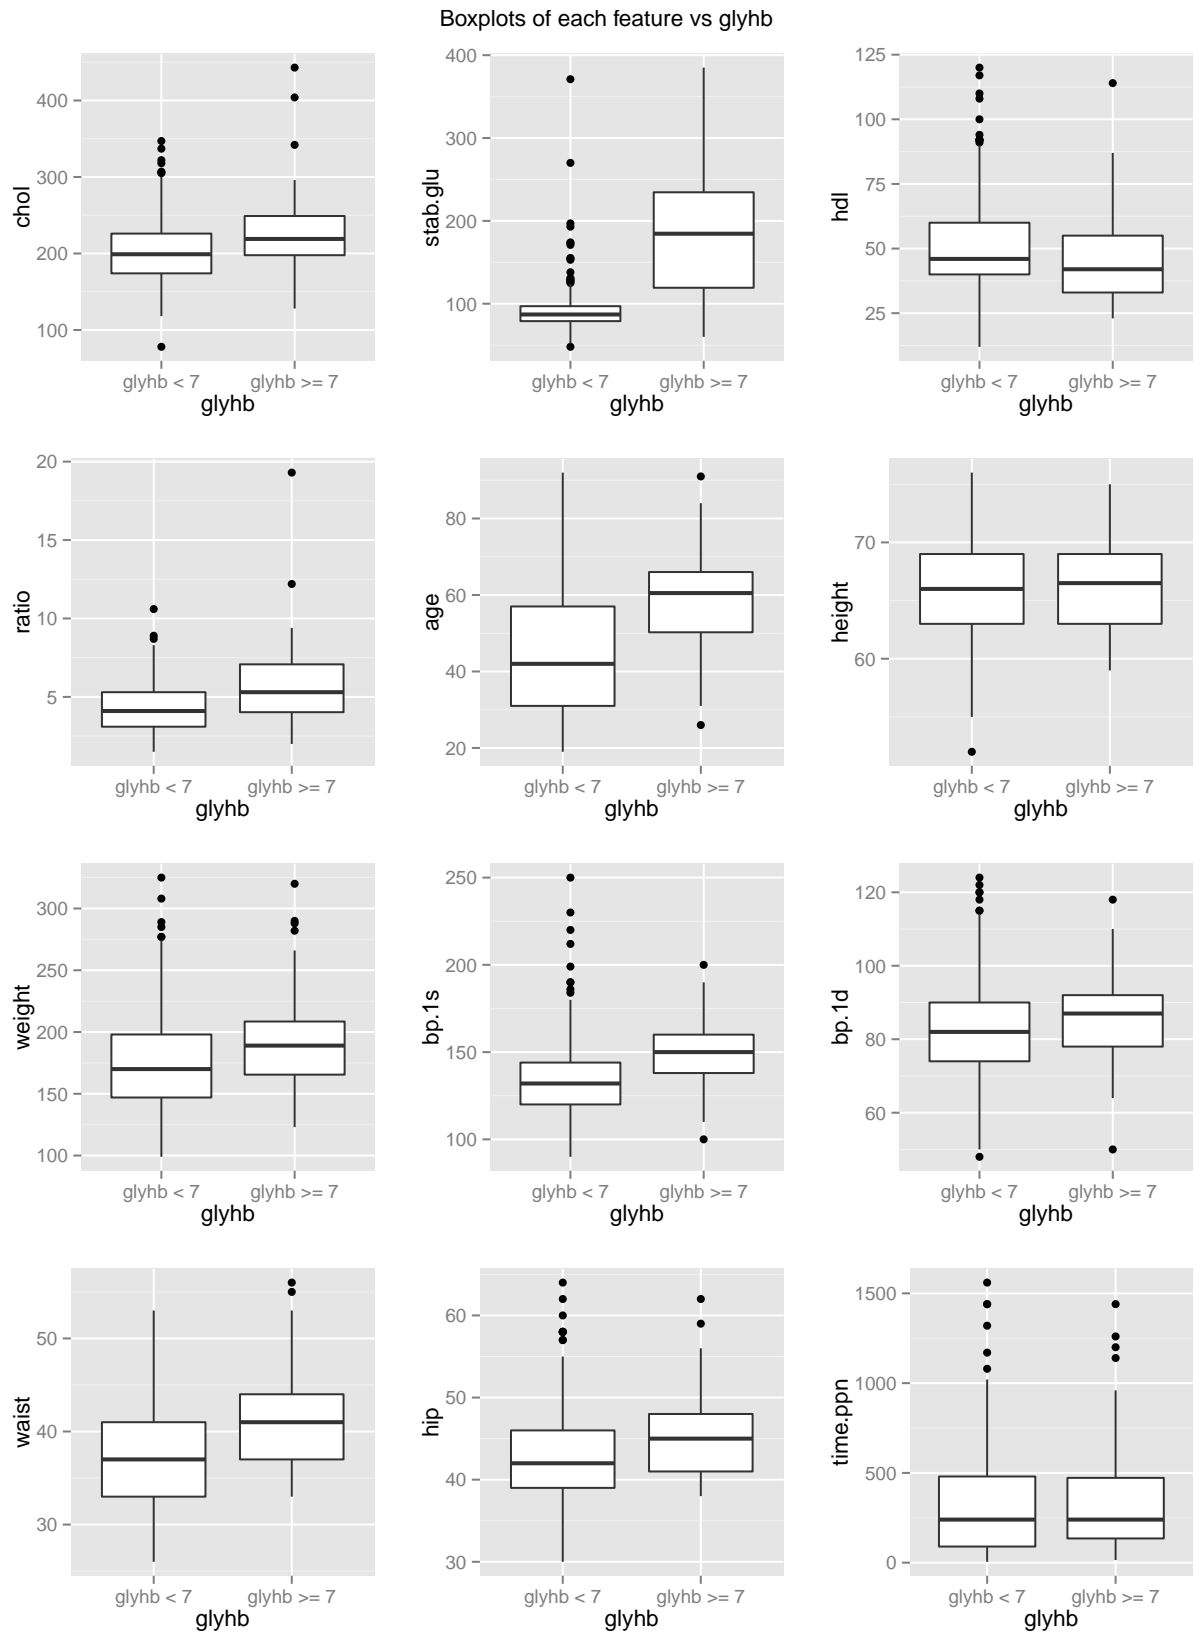 Boxplots of each feature vs glyhb
chol
400
300
200
100
glyhb < 7 glyhb >= 7
glyhb
stab.glu
400
300
200
100
glyhb < 7 glyhb >= 7
glyhb
hdl
125
100
75
50
25
glyhb < 7 glyhb >= 7
glyhb
ratio
20
15
10
5
glyhb < 7 glyhb >= 7
glyhb
age
80
60
40
20
glyhb < 7 glyhb >= 7
glyhb
height
70
60
glyhb < 7 glyhb >= 7
glyhb
weight
300
250
200
150
100
glyhb < 7 glyhb >= 7
glyhb
bp.1s
250
200
150
100
glyhb < 7 glyhb >= 7
glyhb
bp.1d
120
100
80
60
glyhb < 7 glyhb >= 7
glyhb
waist
50
40
30
glyhb < 7 glyhb >= 7
glyhb
hip
60
50
40
30
glyhb < 7 glyhb >= 7
glyhb
time.ppn
1500
1000
500
0
glyhb < 7 glyhb >= 7
glyhb